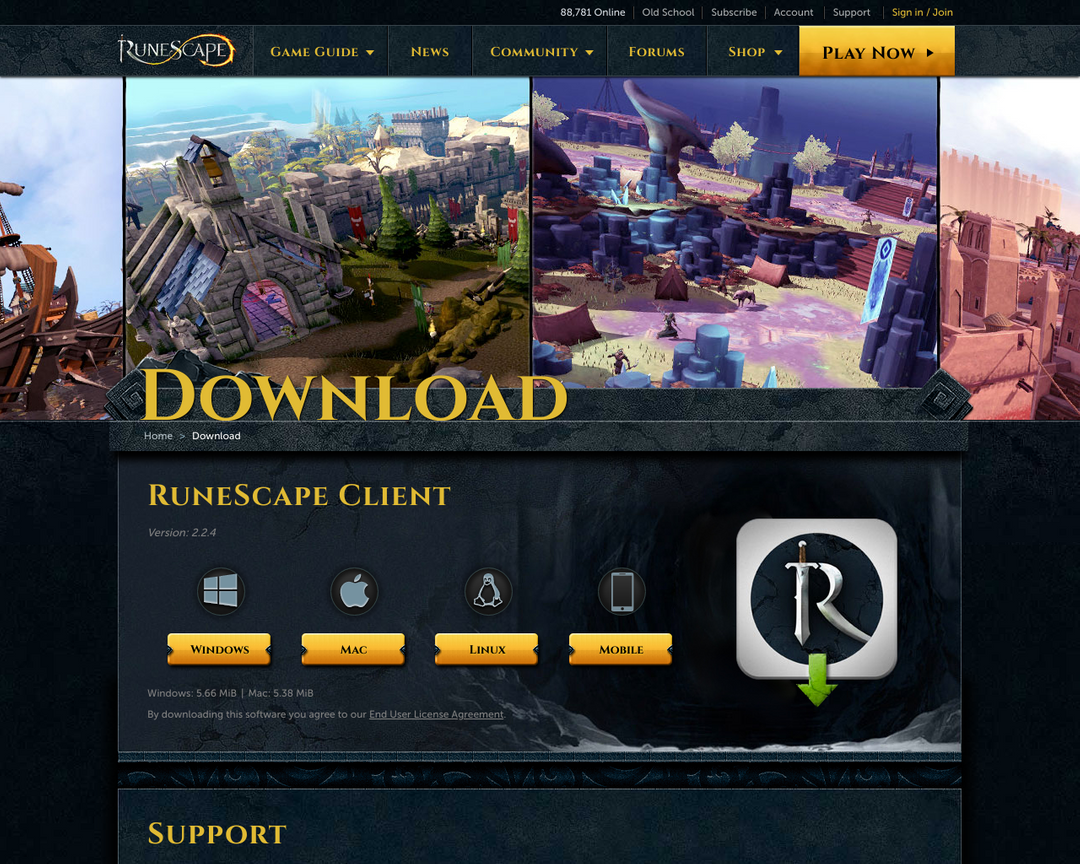 88,781 Online Old School Subscribe Account Support Sign in / Join
RuneScape Game Guide News Community Forums Shop Play Now
Download
Home > Download
RuneScape Client
Version: 2.2.4
Windows Mac Linux Mobile
Windows: 5.66 MiB | Mac: 5.38 MiB
By downloading this software you agree to our End User License Agreement.
Support